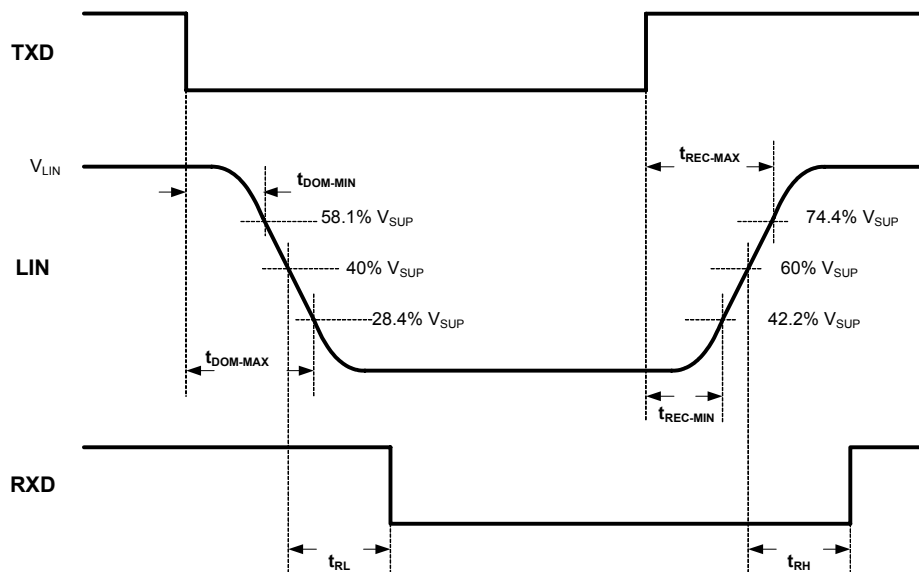 TXD
V_LIN
t_DOM-MIN
t_REC-MAX
58.1% V_SUP
74.4% V_SUP
LIN
40% V_SUP
60% V_SUP
28.4% V_SUP
42.2% V_SUP
t_DOM-MAX
t_REC-MIN
RXD
t_RL
t_RH